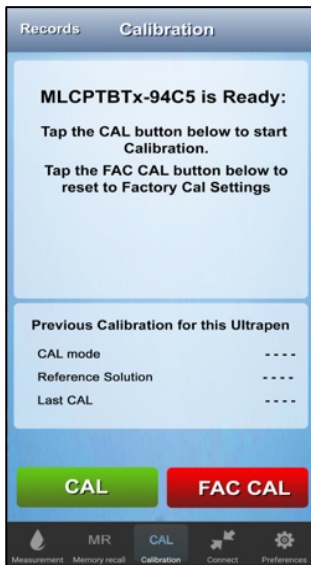 Records Calibration
MLCPTBTx-94C5 is Ready:
Tap the CAL button below to start
Calibration.
Tap the FAC CAL button below to
reset to Factory Cal Settings
Previous Calibration for this Ultrapen
CAL mode ----
Reference Solution ----
Last CAL ----
CAL FAC CAL
MR CAL
Measurement Memory recall Calibration Connect Preferences